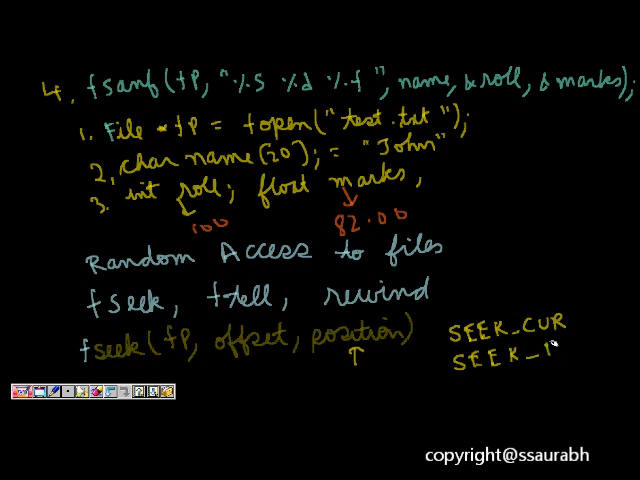 4. fsanf(fP, "%s %d %.f", name, &roll, & marks);
1. File *fP = fopen("test.txt");
2. char name(20); = "John"
3. int roll; float marks,
100 82.00
Random Access to files
fseek, ftell, rewind
fseek(fP, offset, position)
SEEK_CUR
SEEK_
copyright@ssaurabh